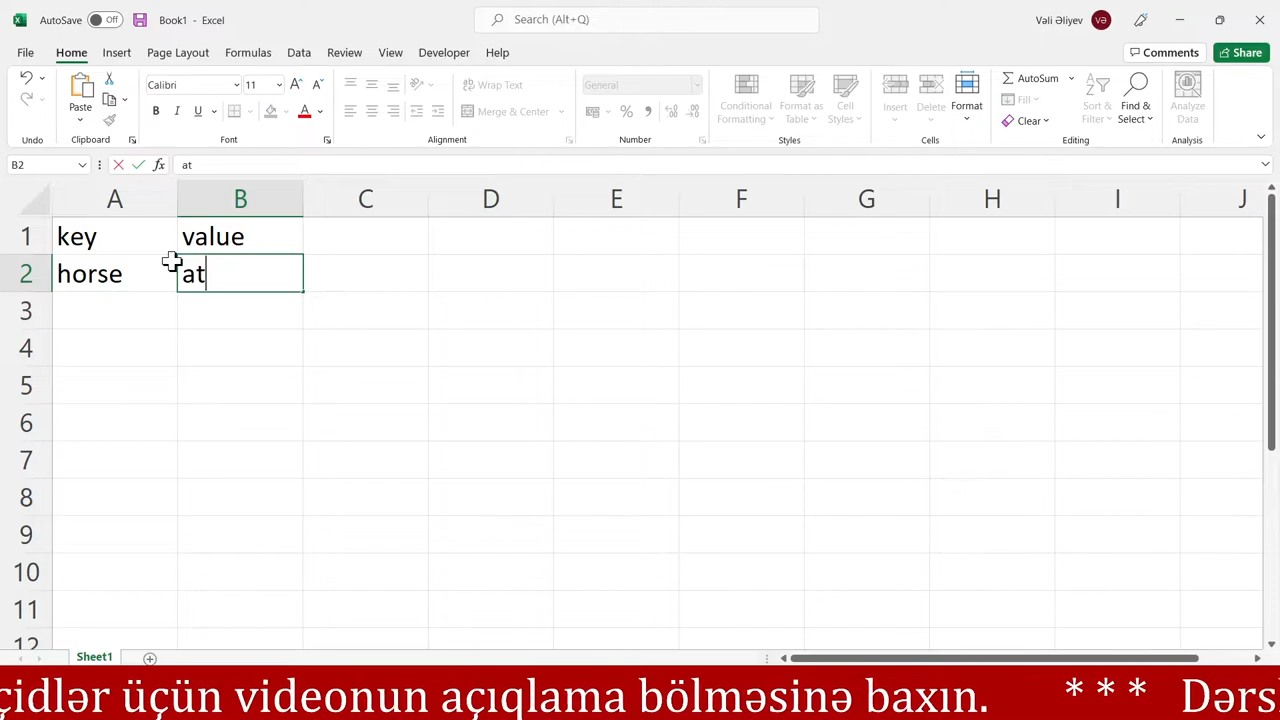 AutoSave Off Book1 - Excel Search (Alt+Q) Vəli Əliyev VƏ
File Home Insert Page Layout Formulas Data Review View Developer Help Comments Share
Paste Calibri 11 Wrap Text General Conditional Formatting Format as Table Cell Styles Insert Delete Format AutoSum Sort & Filter Find & Select Analyze Data
B I U A Merge & Center % Fill Clear
Undo Clipboard Font Alignment Number Styles Cells Editing Analysis
B2 fx at
A B C D E F G H I J
1 key value
2 horse at
3
4
5
6
7
8
9
10
11
12
Sheet1
çidlər üçün videonun açıqlama bölməsinə baxın. * * * Dərs